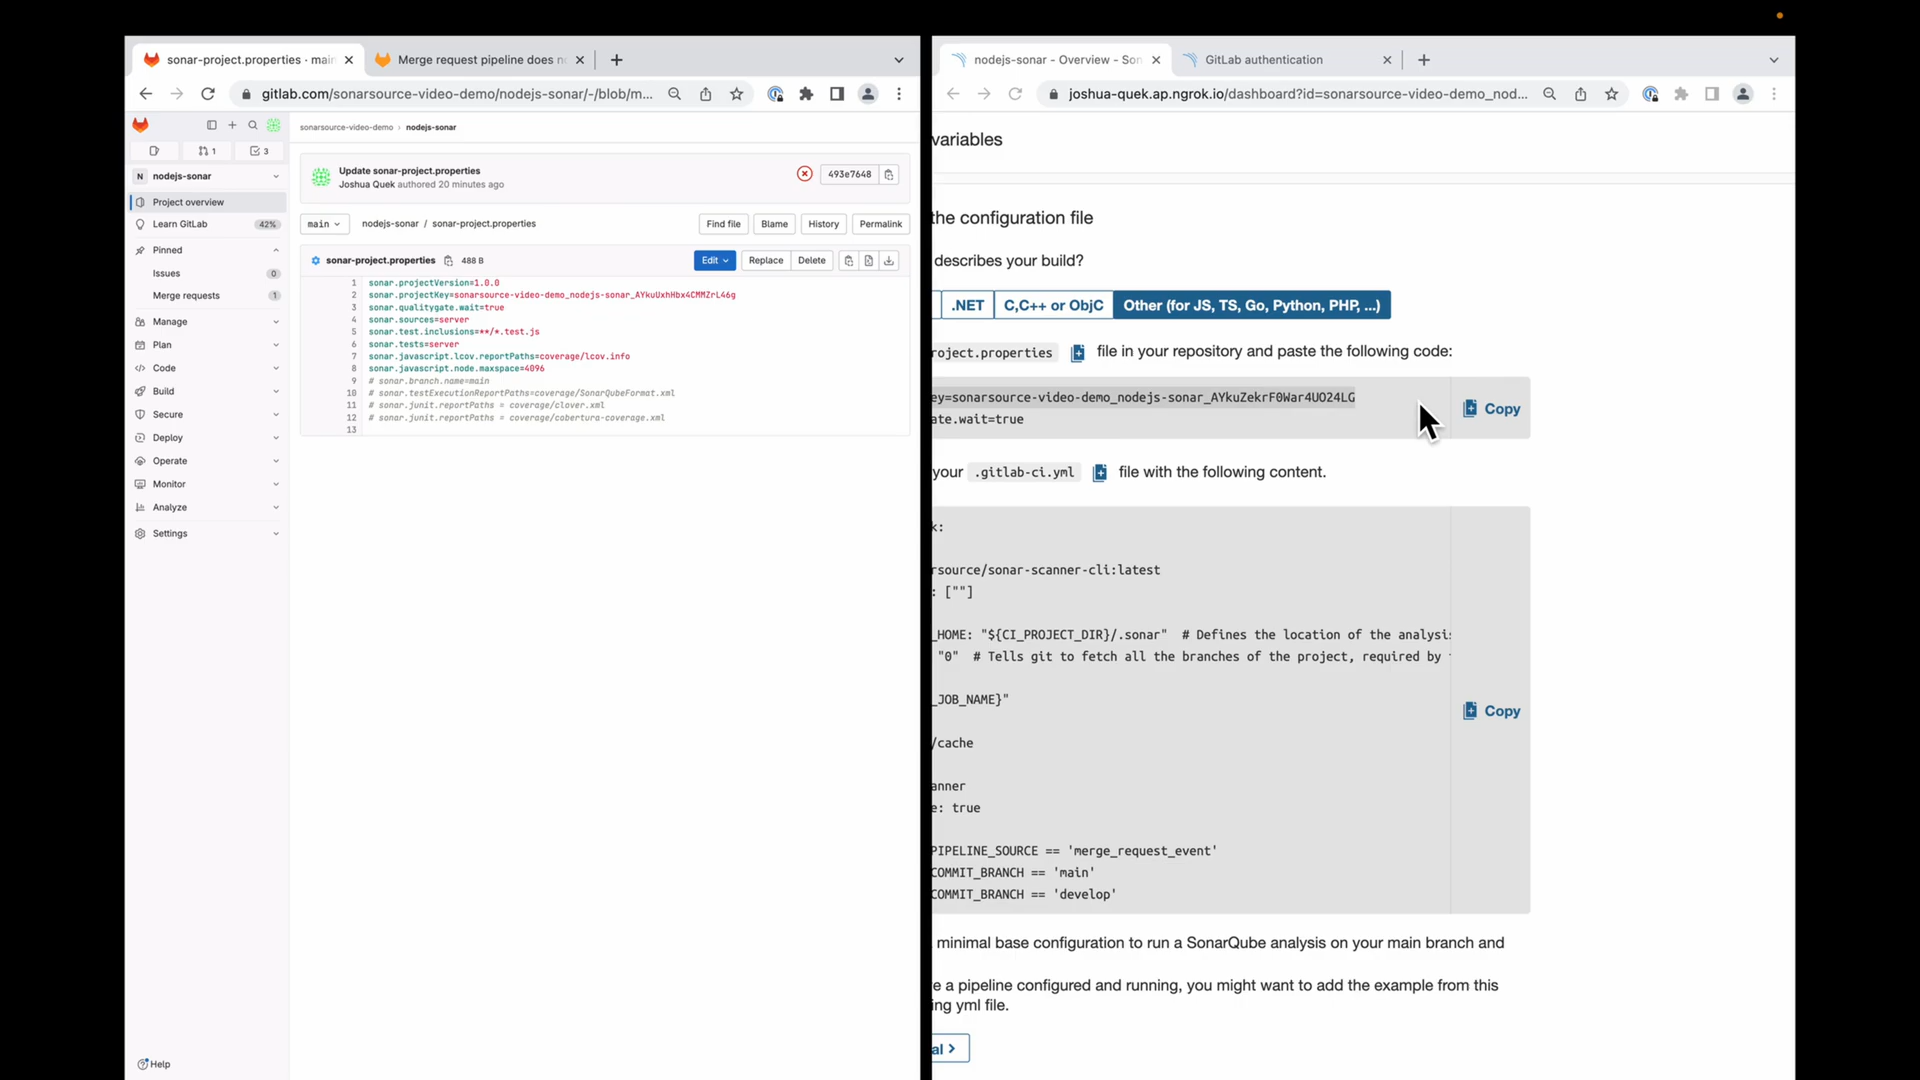 sonar-project.properties · mai
Merge request pipeline does n
gitlab.com/sonarsource-video-demo/nodejs-sonar/-/blob/m...
1
3
N nodejs-sonar
Project overview
Learn GitLab 42%
Pinned
Issues 0
Merge requests 1
Manage
Plan
Code
Build
Secure
Deploy
Operate
Monitor
Analyze
Settings
Help
sonarsource-video-demo › nodejs-sonar
Update sonar-project.properties
Joshua Quek authored 20 minutes ago
493e7648
main
nodejs-sonar / sonar-project.properties
Find file Blame History Permalink
sonar-project.properties 488 B
Edit Replace Delete
1 sonar.projectVersion=1.0.0
2 sonar.projectKey=sonarsource-video-demo_nodejs-sonar_AYkuUxhHbx4CMMZrL46g
3 sonar.qualitygate.wait=true
4 sonar.sources=server
5 sonar.test.inclusions=**/*.test.js
6 sonar.tests=server
7 sonar.javascript.lcov.reportPaths=coverage/lcov.info
8 sonar.javascript.node.maxspace=4096
9 # sonar.branch.name=main
10 # sonar.testExecutionReportPaths=coverage/SonarQubeFormat.xml
11 # sonar.junit.reportPaths = coverage/clover.xml
12 # sonar.junit.reportPaths = coverage/cobertura-coverage.xml
13
nodejs-sonar - Overview - Son
GitLab authentication
joshua-quek.ap.ngrok.io/dashboard?id=sonarsource-video-demo_nod...
variables
the configuration file
describes your build?
.NET C,C++ or ObjC Other (for JS, TS, Go, Python, PHP, ...)
roject.properties file in your repository and paste the following code:
ey=sonarsource-video-demo_nodejs-sonar_AYkuZekrF0War4UO24LG
ate.wait=true
Copy
your .gitlab-ci.yml file with the following content.
k:
rsource/sonar-scanner-cli:latest
: [""]
_HOME: "${CI_PROJECT_DIR}/.sonar" # Defines the location of the analysis
"0" # Tells git to fetch all the branches of the project, required by
_JOB_NAME}"
Copy
/cache
anner
e: true
PIPELINE_SOURCE == 'merge_request_event'
COMMIT_BRANCH == 'main'
COMMIT_BRANCH == 'develop'
minimal base configuration to run a SonarQube analysis on your main branch and
e a pipeline configured and running, you might want to add the example from this
ing yml file.
al >